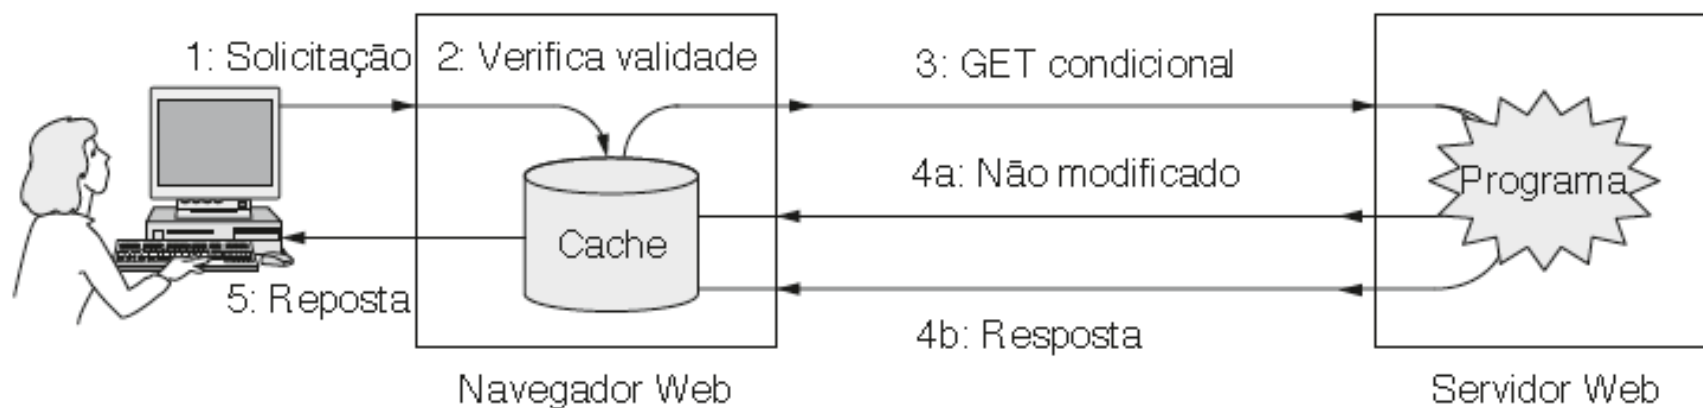 1: Solicitação
2: Verifica validade
3: GET condicional
4a: Não modificado
Programa
Cache
5: Reposta
4b: Resposta
Navegador Web
Servidor Web